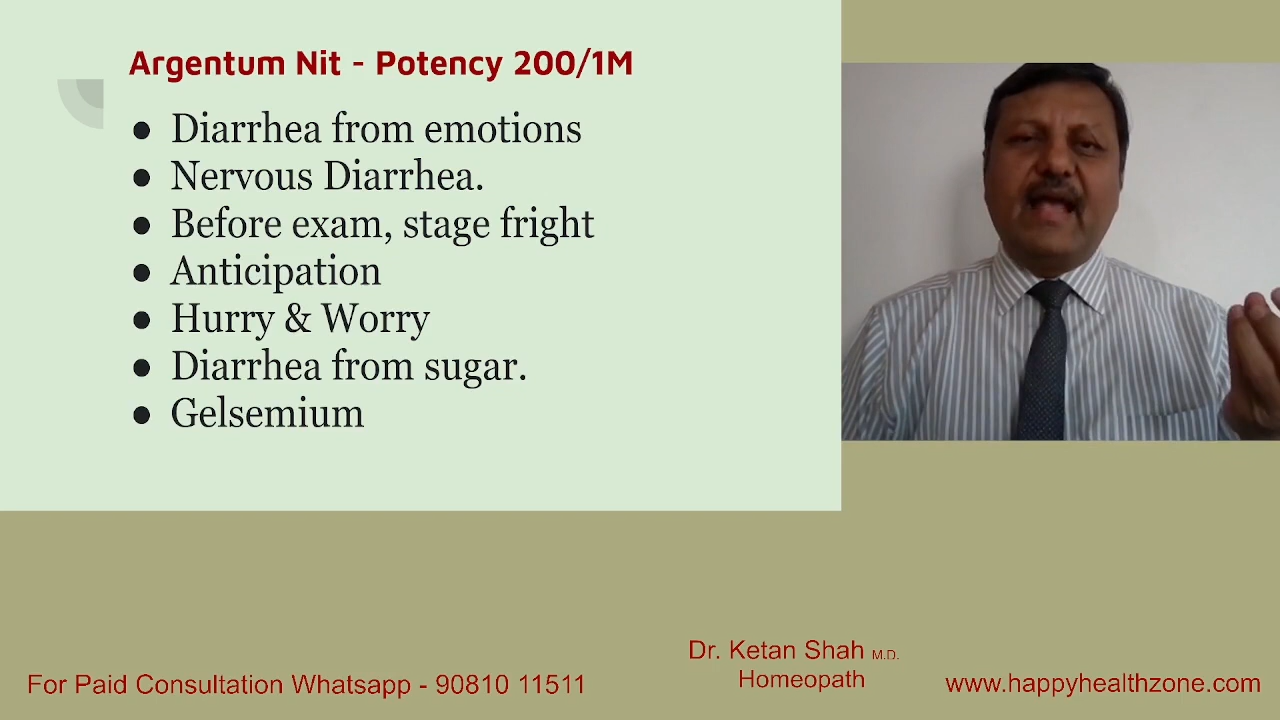 Argentum Nit - Potency 200/1M
● Diarrhea from emotions
● Nervous Diarrhea.
● Before exam, stage fright
● Anticipation
● Hurry & Worry
● Diarrhea from sugar.
● Gelsemium
Dr. Ketan Shah M.D.
Homeopath
For Paid Consultation Whatsapp - 90810 11511
www.happyhealthzone.com